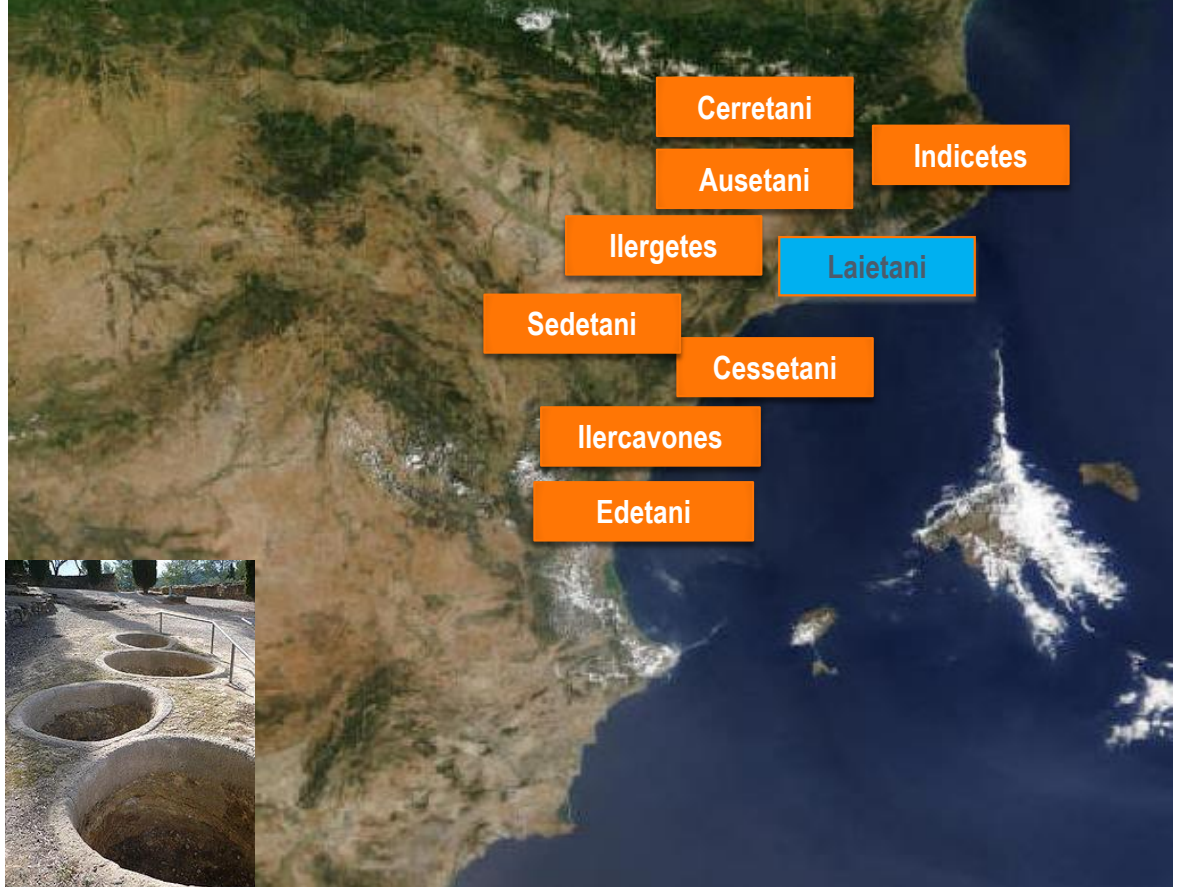 Cerretani
Indicetes
Ausetani
Ilergetes
Laietani
Sedetani
Cessetani
Ilercavones
Edetani